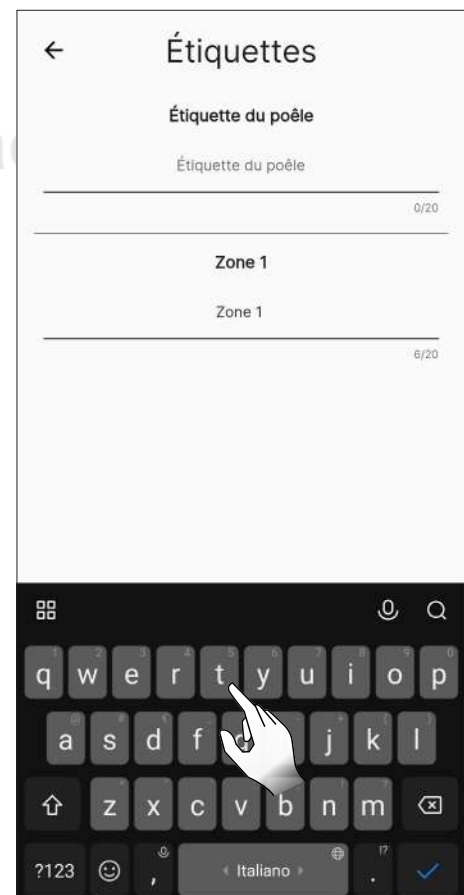 Étiquettes
Étiquette du poêle
Étiquette du poêle
0/20
Zone 1
Zone 1
6/20
q w e r t y u i o p
a s d f j k l
z x c v b n m
?123 , Italiano .